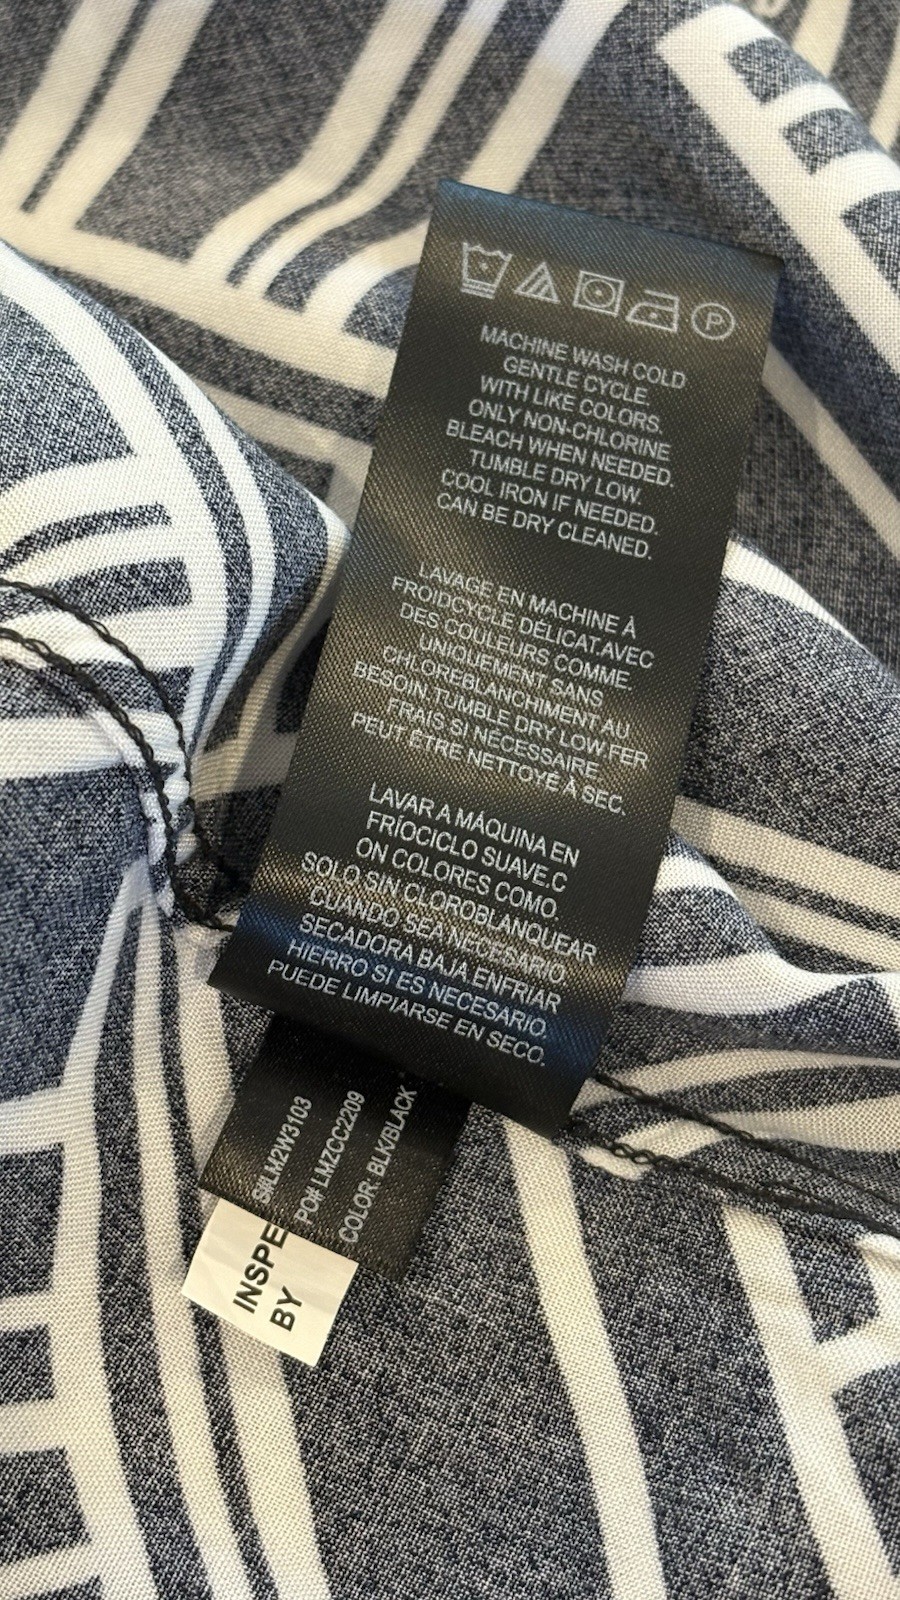 P
MACHINE WASH COLD
GENTLE CYCLE.
WITH LIKE COLORS.
ONLY NON-CHLORINE
BLEACH WHEN NEEDED.
TUMBLE DRY LOW.
COOL IRON IF NEEDED.
CAN BE DRY CLEANED.
LAVAGE EN MACHINE À
FROIDCYCLE DÉLICAT.AVEC
DES COULEURS COMME.
UNIQUEMENT SANS
CHLOREBLANCHIMENT AU
BESOIN.TUMBLE DRY LOW.FER
FRAIS SI NÉCESSAIRE.
PEUT ÊTRE NETTOYÉ À SEC.
LAVAR A MÁQUINA EN
FRÍOCICLO SUAVE.C
ON COLORES COMO.
SOLO SIN CLOROBLANQUEAR
CUANDO SEA NECESARIO.
SECADORA BAJA ENFRIAR
HIERRO SI ES NECESARIO.
PUEDE LIMPIARSE EN SECO.
S#LM2W3103
PO# LMZCC2209
COLOR: BLK/BLACK
INSPE
BY